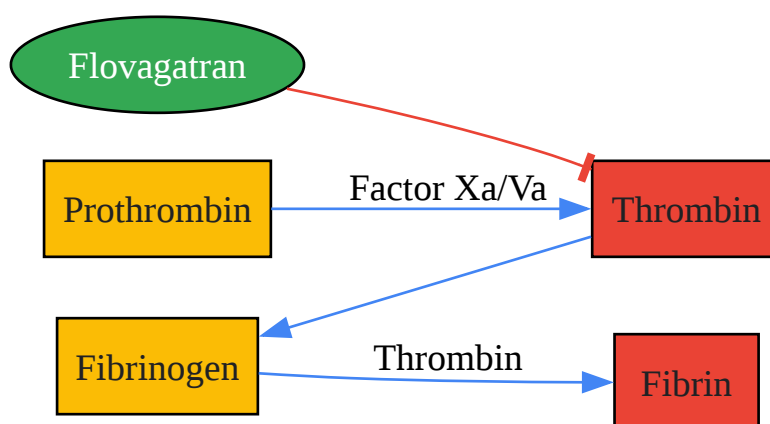 Flovagatran
Prothrombin
Factor Xa/Va
Thrombin
Fibrinogen
Thrombin
Fibrin